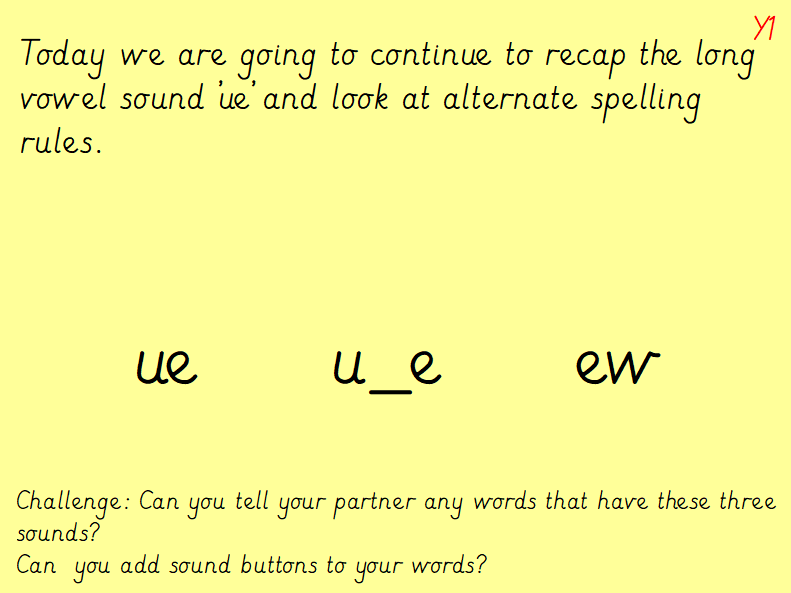 Y1
Today we are going to continue to recap the long
vowel sound 'ue' and look at alternate spelling
rules.
ue u_e ew
Challenge: Can you tell your partner any words that have these three
sounds?
Can you add sound buttons to your words?